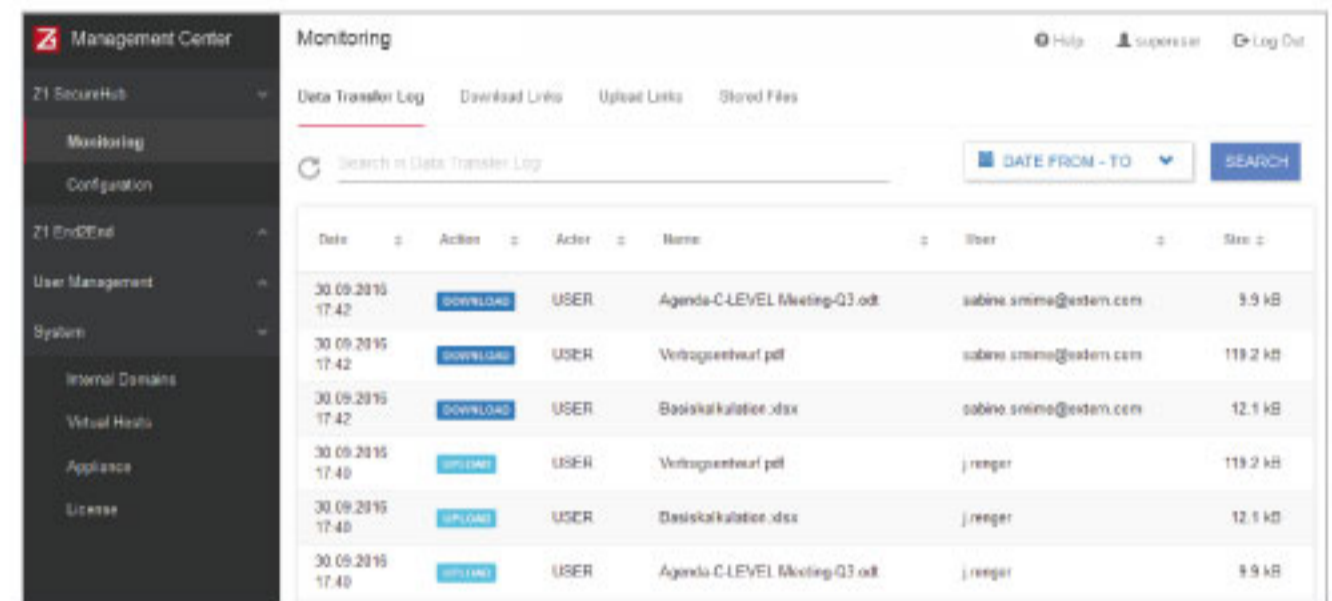 Management Center
Monitoring
Help superuser Log Out
Z1 SecureHub
Data Transfer Log Download Links Upload Links Stored Files
Monitoring
Search in Data Transfer Log
DATE FROM - TO
SEARCH
Configuration
Z1 End2End
User Management
System
Internal Domains
Virtual Hosts
Appliance
License
Date Action Actor Name User Size
30.09.2016
17:42
DOWNLOAD USER Agenda-C-LEVEL Meeting-Q3.odt sabine.smime@extern.com 9.9 kB
30.09.2016
17:42
DOWNLOAD USER Vertragsentwurf.pdf sabine.smime@extern.com 119.2 kB
30.09.2016
17:42
DOWNLOAD USER Basiskalkulation.xlsx sabine.smime@extern.com 12.1 kB
30.09.2016
17:40
UPLOAD USER Vertragsentwurf.pdf j.renger 119.2 kB
30.09.2016
17:40
UPLOAD USER Basiskalkulation.xlsx j.renger 12.1 kB
30.09.2016
17:40
UPLOAD USER Agenda-C-LEVEL Meeting-Q3.odt j.renger 9.9 kB